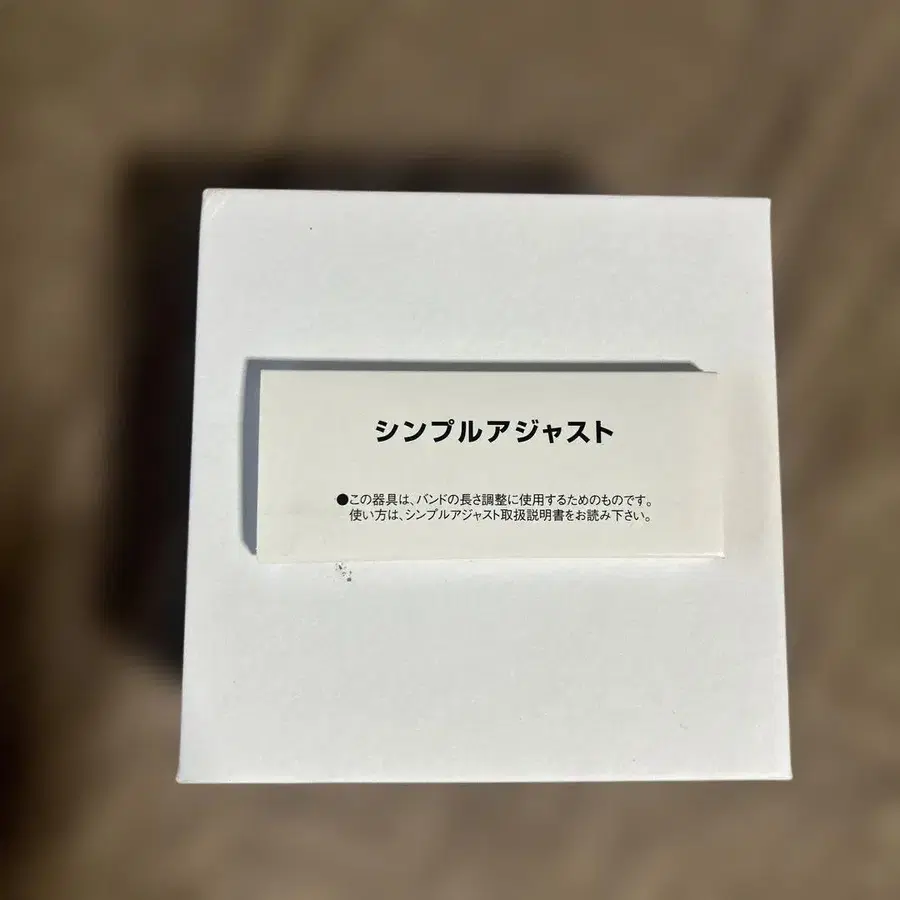 シンプルアジャスト
●この器具は、バンドの長さ調整に使用するためのものです。
使い方は、シンプルアジャスト取扱説明書をお読み下さい。